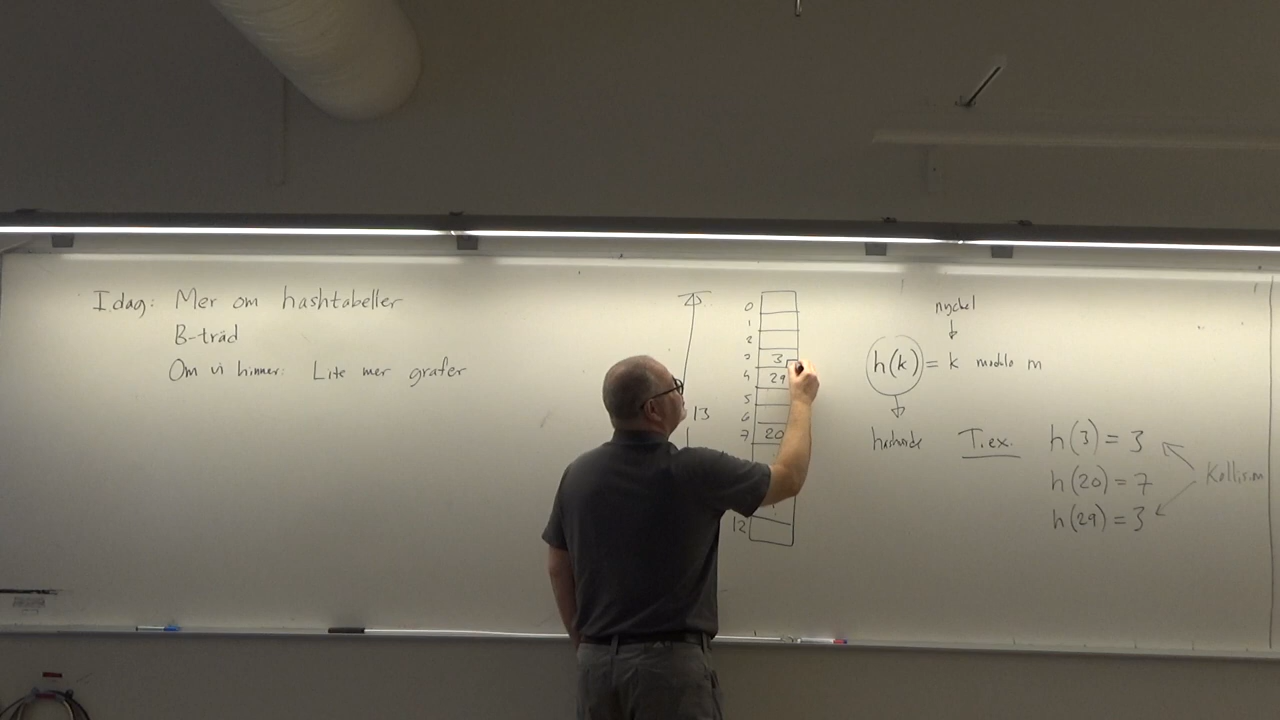 Idag: Mer om hashtabeller
B-träd
Om vi hinner: Lite mer grafer
13
0
1
2
3 3
4 29
5
6
7 20
12
nyckel
h(k) = k modulo m
T.ex. h(3) = 3
h(20) = 7
h(29) = 3
Kollision